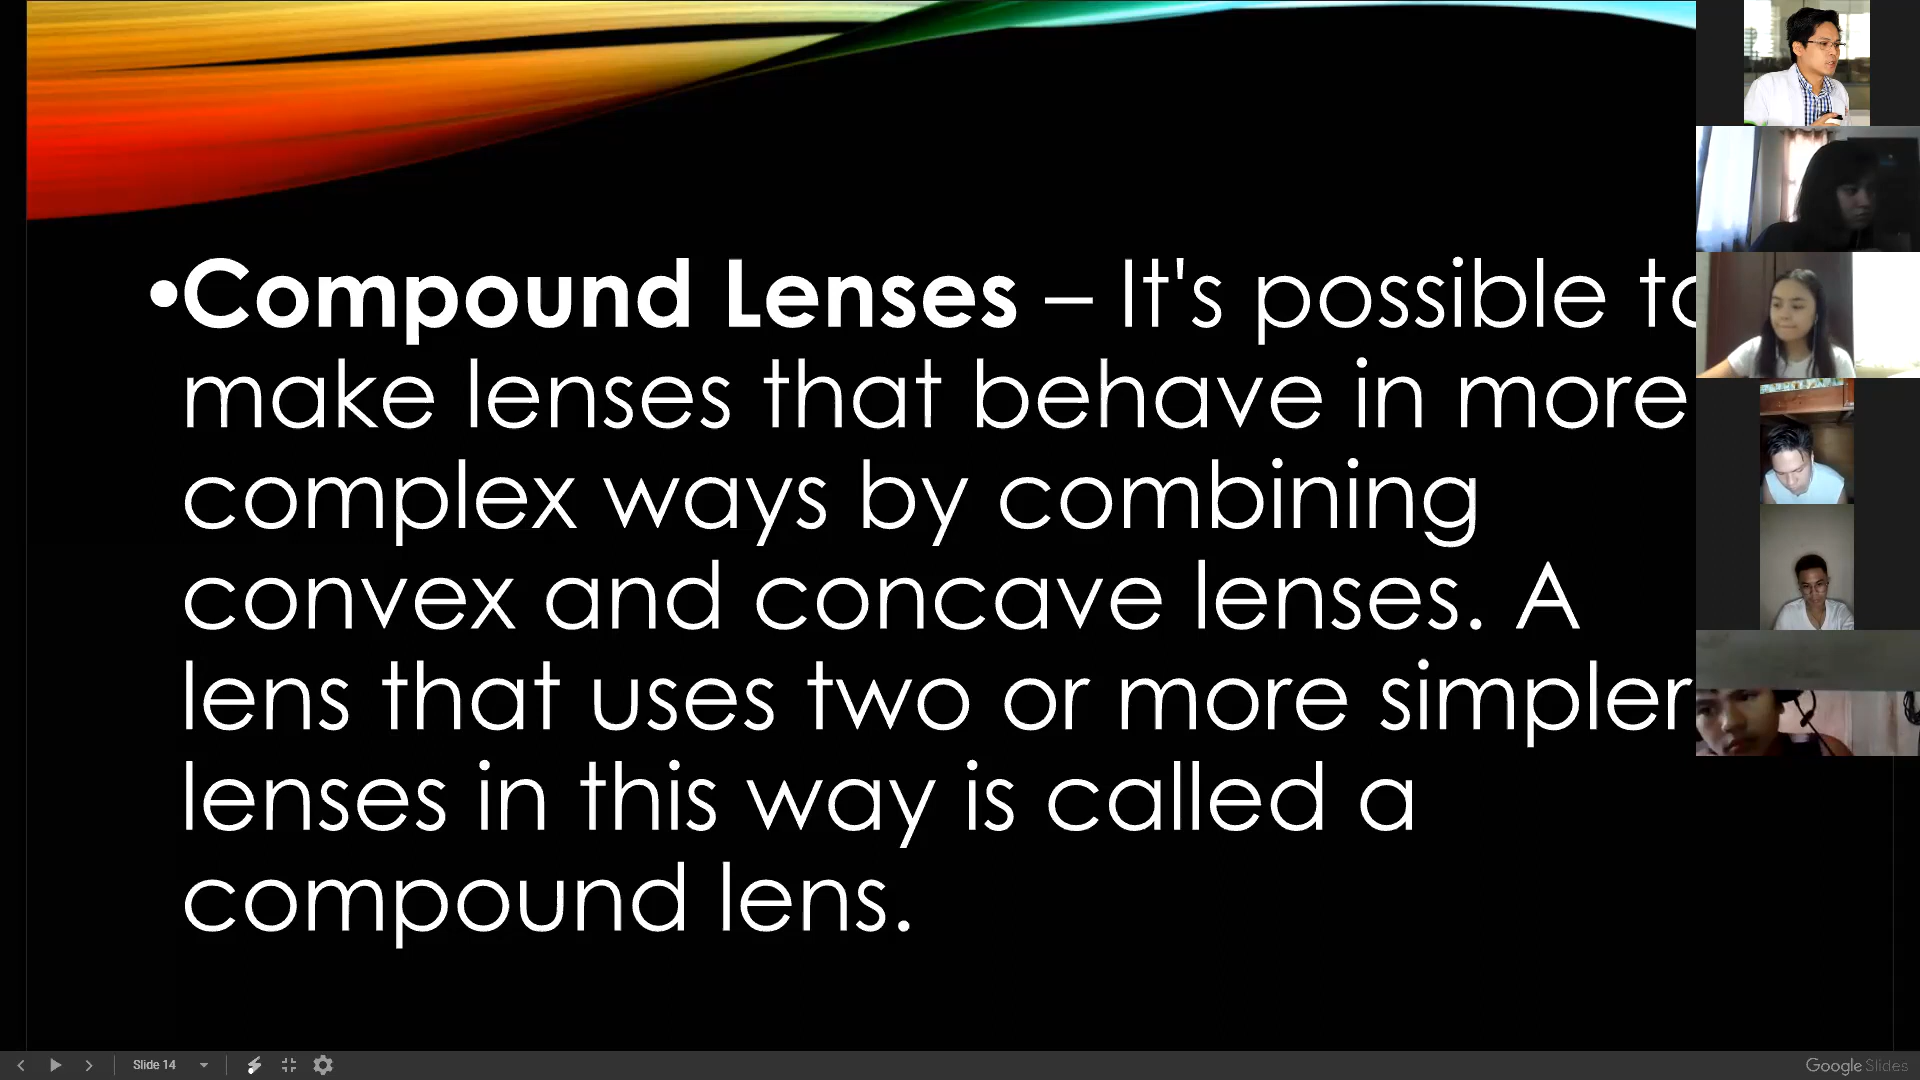 •Compound Lenses – It's possible to
make lenses that behave in more
complex ways by combining
convex and concave lenses. A
lens that uses two or more simpler
lenses in this way is called a
compound lens.
Slide 14
Google Slides